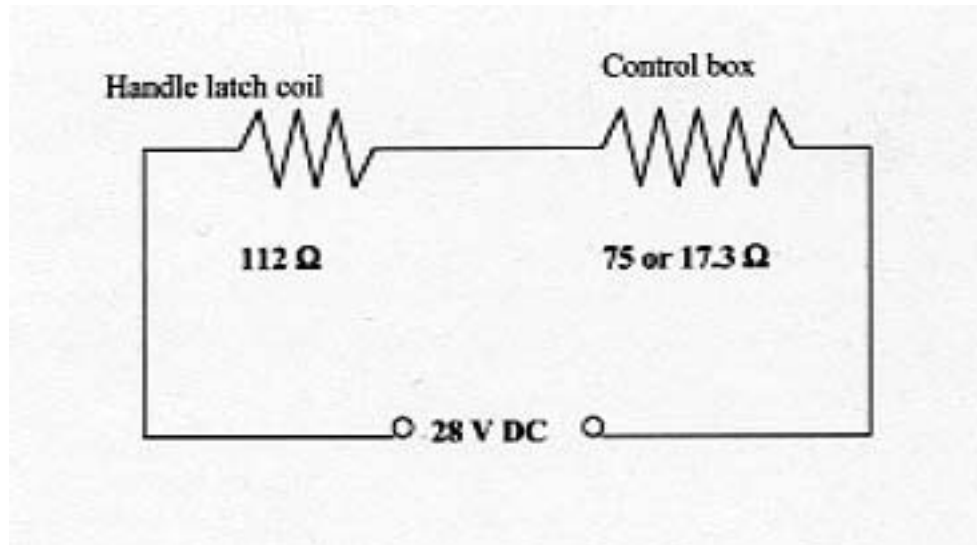 Handle latch coil
Control box
112 Ω
75 or 17.3 Ω
28 V DC